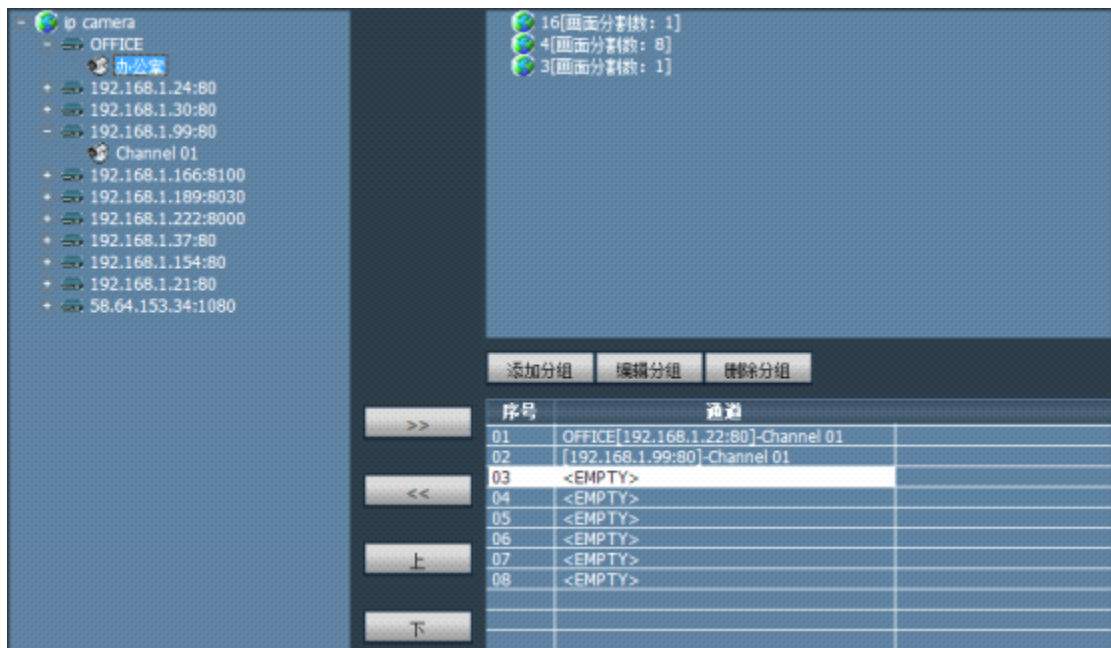 ip camera
OFFICE
办公室
192.168.1.24:80
192.168.1.30:80
192.168.1.99:80
Channel 01
192.168.1.166:8100
192.168.1.189:8030
192.168.1.222:8000
192.168.1.37:80
192.168.1.154:80
192.168.1.21:80
58.64.153.34:1080
16[画面分割数: 1]
4[画面分割数: 8]
3[画面分割数: 1]
添加分组 编辑分组 删除分组
>>
<<
上
下
序号 通道
01 OFFICE[192.168.1.22:80]-Channel 01
02 [192.168.1.99:80]-Channel 01
03 <EMPTY>
04 <EMPTY>
05 <EMPTY>
06 <EMPTY>
07 <EMPTY>
08 <EMPTY>